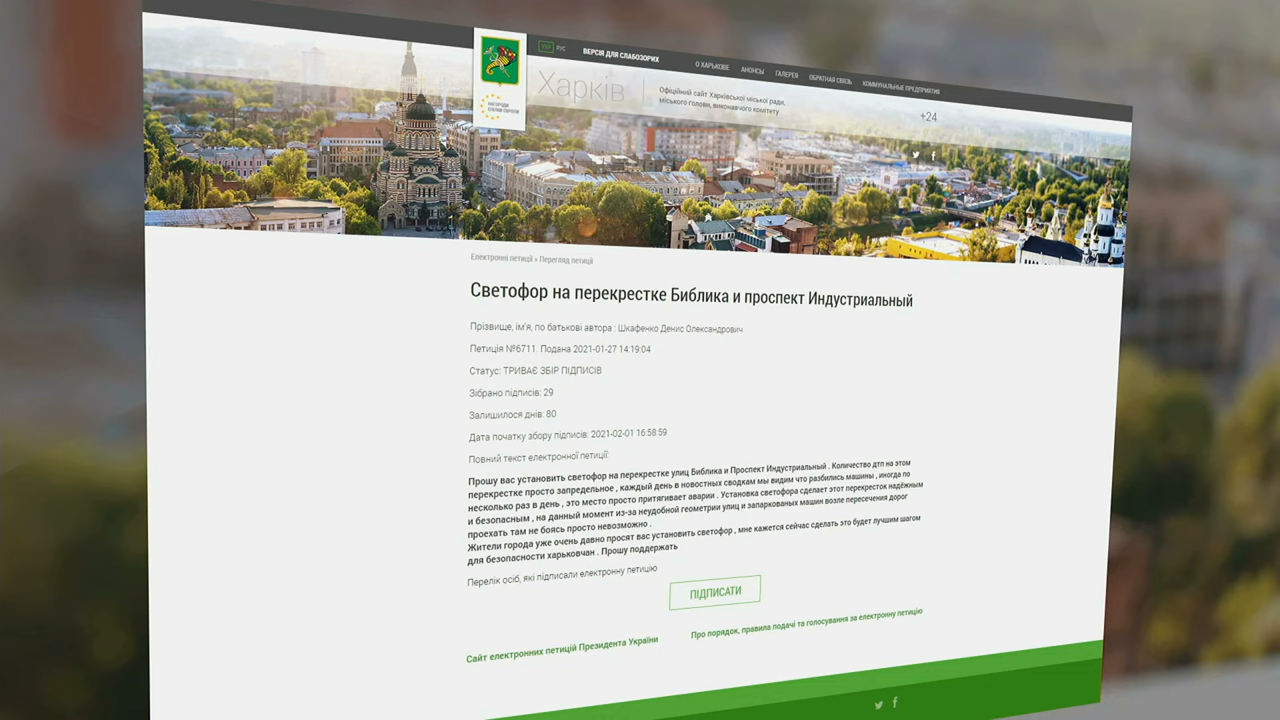 УКР РУС ВЕРСІЯ ДЛЯ СЛАБОЗОРИХ О ХАРЬКОВЕ АНОНСЫ ГАЛЕРЕЯ ОБРАТНАЯ СВЯЗЬ КОММУНАЛЬНЫЕ ПРЕДПРИЯТИЯ
Харків
Офіційний сайт Харківської міської ради,
міського голови, виконавчого комітету
+24
Електронні петиції » Перегляд петиції
Светофор на перекрестке Библика и проспект Индустриальный
Прізвище, ім'я, по батькові автора : Шкафенко Денис Олександрович
Петиція №6711. Подана 2021-01-27 14:19:04
Статус: ТРИВАЄ ЗБІР ПІДПИСІВ
Зібрано підписів: 29
Залишилося днів: 80
Дата початку збору підписів: 2021-02-01 16:58:59
Повний текст електронної петиції:
Прошу вас установить светофор на перекрестке улиц Библика и Проспект Индустриальный . Количество дтп на этом
перекрестке просто запредельное , каждый день в новостных сводкам мы видим что разбились машины , иногда по
несколько раз в день , это место просто притягивает аварии . Установка светофора сделает этот перекресток надёжным
и безопасным , на данный момент из-за неудобной геометрии улиц и запаркованых машин возле пересечения дорог
проехать там не боясь просто невозможно .
Жители города уже очень давно просят вас установить светофор , мне кажется сейчас сделать это будет лучшим шагом
для безопасности харьковчан . Прошу поддержать
Перелік осіб, які підписали електронну петицію
ПІДПИСАТИ
Сайт електронних петицій Президента України
Про порядок, правила подачі та голосування за електронну петицію